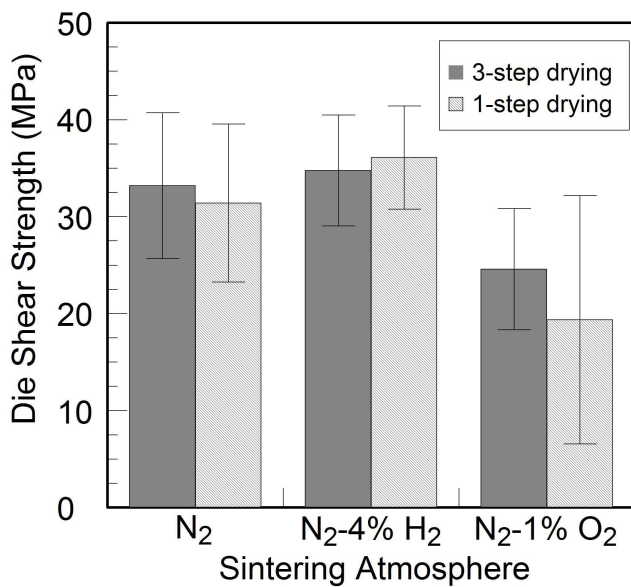 50
40
30
20
10
0
Die Shear Strength (MPa)
3-step drying
1-step drying
N₂
N₂-4% H₂
N₂-1% O₂
Sintering Atmosphere